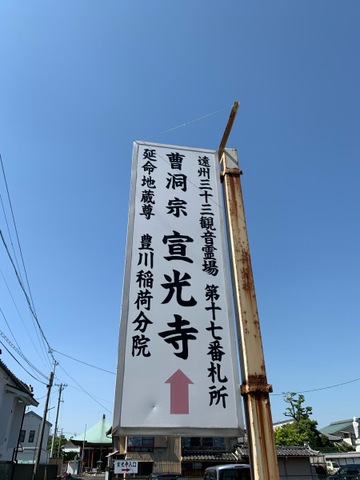 遠州三十三観音霊場 第十七番札所
曹洞宗 宣光寺
延命地蔵尊 豊川稲荷分院